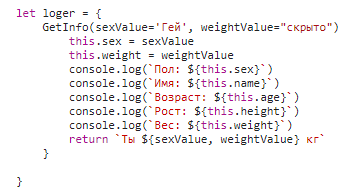 let loger = {
GetInfo(sexValue='Гей', weightValue="скрыто")
this.sex = sexValue
this.weight = weightValue
console.log(`Пол: ${this.sex}`)
console.log(`Имя: ${this.name}`)
console.log(`Возраст: ${this.age}`)
console.log(`Рост: ${this.height}`)
console.log(`Вес: ${this.weight}`)
return `Ты ${sexValue, weightValue} кг`
}
}